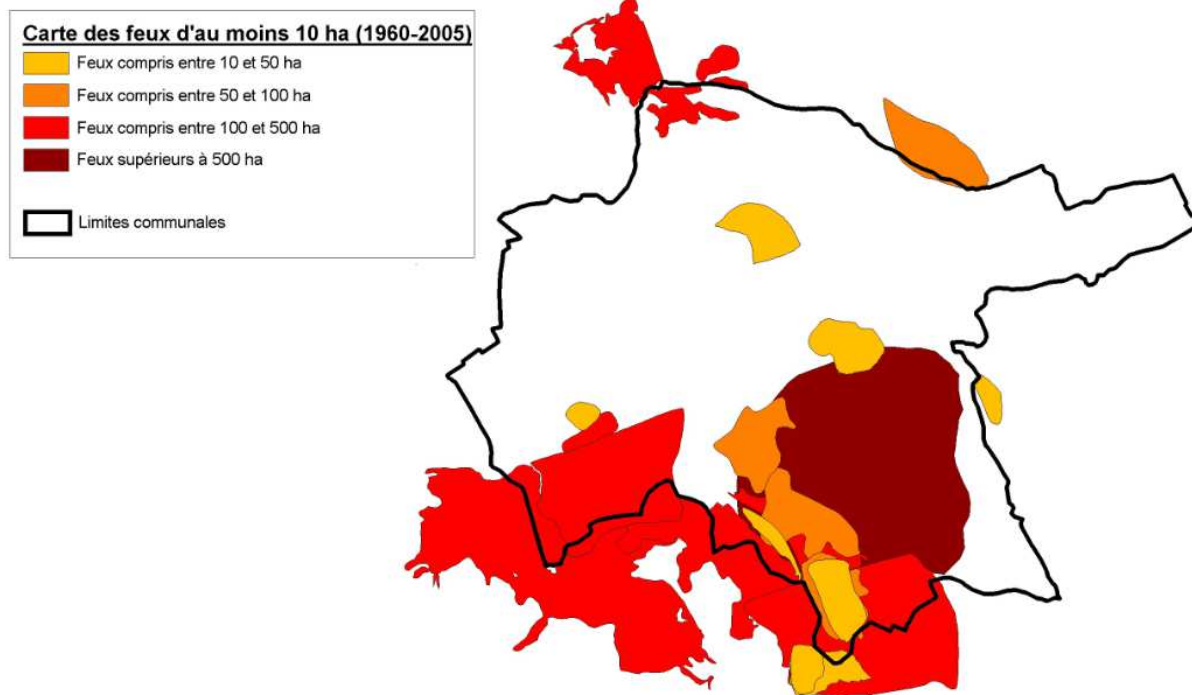 Carte des feux d'au moins 10 ha (1960-2005)
Feux compris entre 10 et 50 ha
Feux compris entre 50 et 100 ha
Feux compris entre 100 et 500 ha
Feux supérieurs à 500 ha
Limites communales